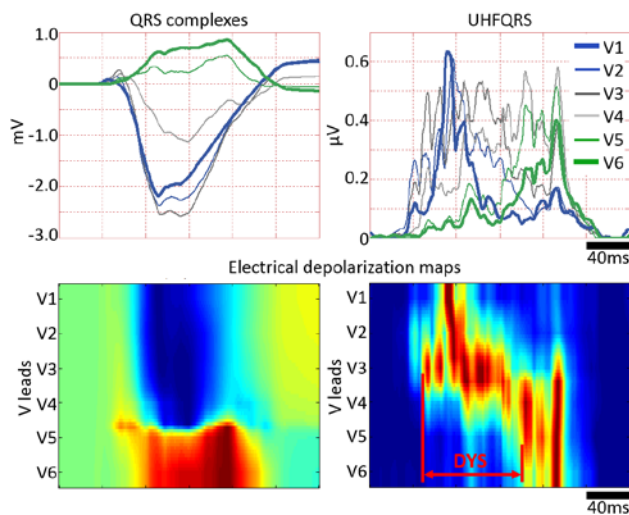 QRS complexes
UHFQRS
1.0
0
mV
-1.0
-2.0
-3.0
0.6
0.4
μV
0.2
0
V1
V2
V3
V4
V5
V6
40ms
Electrical depolarization maps
V leads
V1
V2
V3
V4
V5
V6
V leads
V1
V2
V3
V4
V5
V6
DYS
40ms